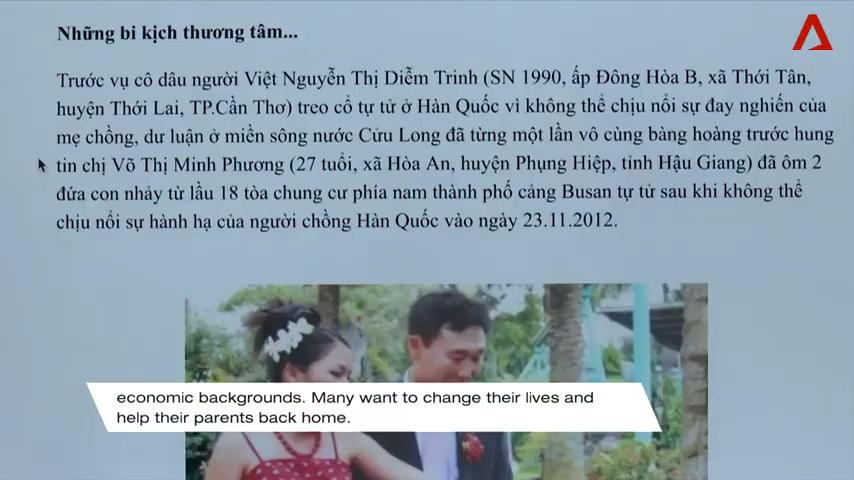 Những bi kịch thương tâm...
Trước vụ cô dâu người Việt Nguyễn Thị Diễm Trinh (SN 1990, ấp Đông Hòa B, xã Thới Tân,
huyện Thới Lai, TP.Cần Thơ) treo cổ tự tử ở Hàn Quốc vì không thể chịu nổi sự đay nghiến của
mẹ chồng, dư luận ở miền sông nước Cửu Long đã từng một lần vô cùng bàng hoàng trước hung
tin chị Võ Thị Minh Phương (27 tuổi, xã Hòa An, huyện Phụng Hiệp, tỉnh Hậu Giang) đã ôm 2
đứa con nhảy từ lầu 18 tòa chung cư phía nam thành phố cảng Busan tự tử sau khi không thể
chịu nổi sự hành hạ của người chồng Hàn Quốc vào ngày 23.11.2012.
economic backgrounds. Many want to change their lives and
help their parents back home.